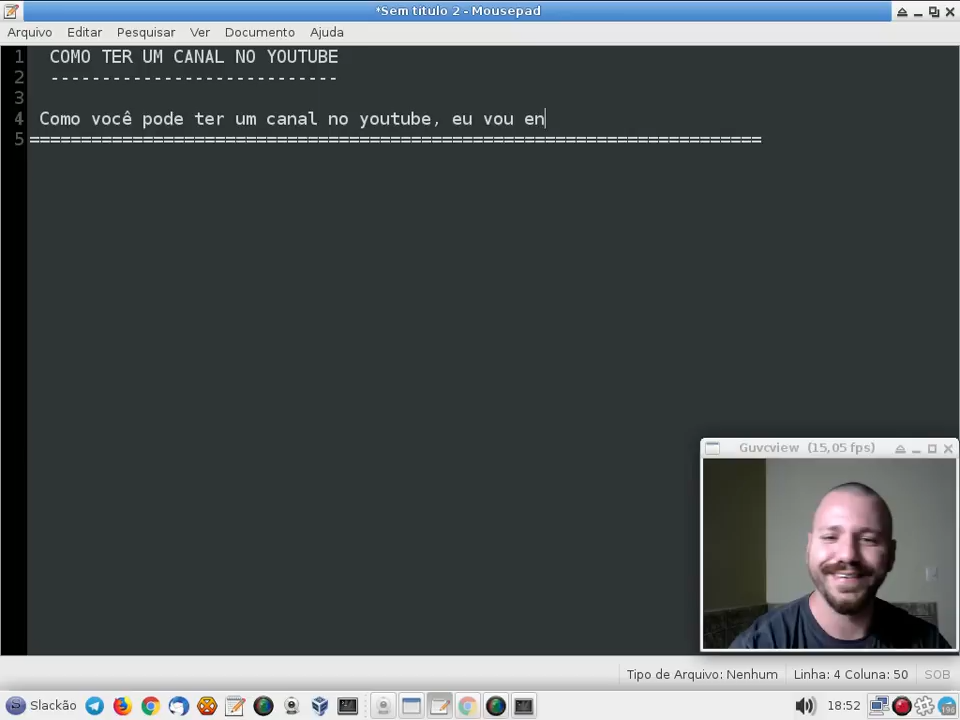 *Sem título 2 - Mousepad
Arquivo Editar Pesquisar Ver Documento Ajuda
1 COMO TER UM CANAL NO YOUTUBE
2 ----------------------------
3
4 Como você pode ter um canal no youtube, eu vou en
5 =======================================================================
Guvcview (15,05 fps)
Tipo de Arquivo: Nenhum Linha: 4 Coluna: 50 SOB
Slackão 18:52